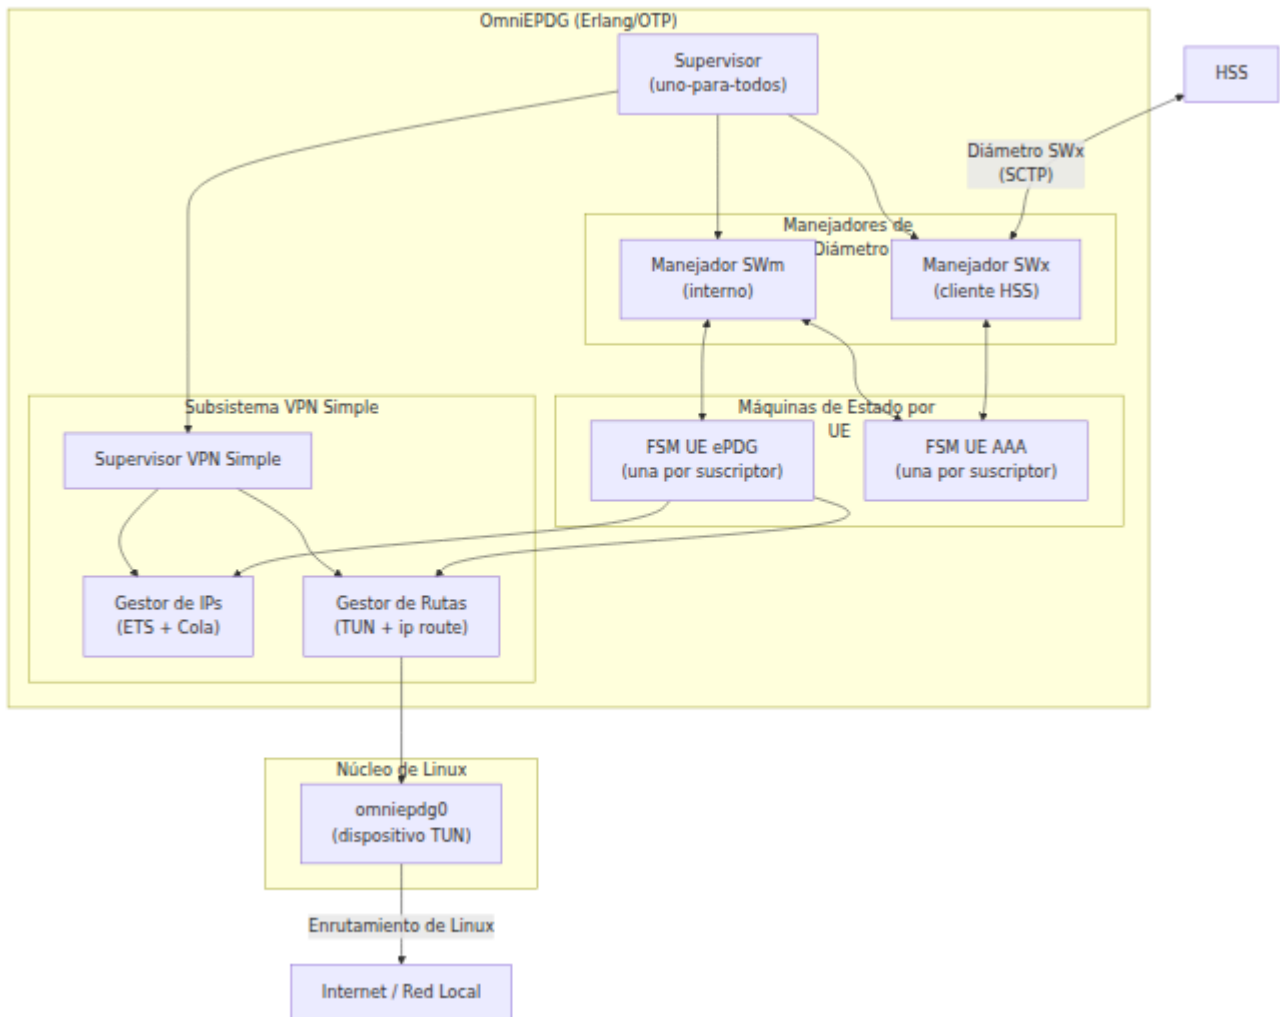 OmniEPDG (Erlang/OTP)
Supervisor
(uno-para-todos)
HSS
Diámetro SWx
(SCTP)
Manejadores de
Diámetro
Manejador SWm
(interno)
Manejador SWx
(cliente HSS)
Subsistema VPN Simple
Supervisor VPN Simple
Máquinas de Estado por
UE
FSM UE ePDG
(una por suscriptor)
FSM UE AAA
(una por suscriptor)
Gestor de IPs
(ETS + Cola)
Gestor de Rutas
(TUN + ip route)
Núcleo de Linux
omniepdg0
(dispositivo TUN)
Enrutamiento de Linux
Internet / Red Local